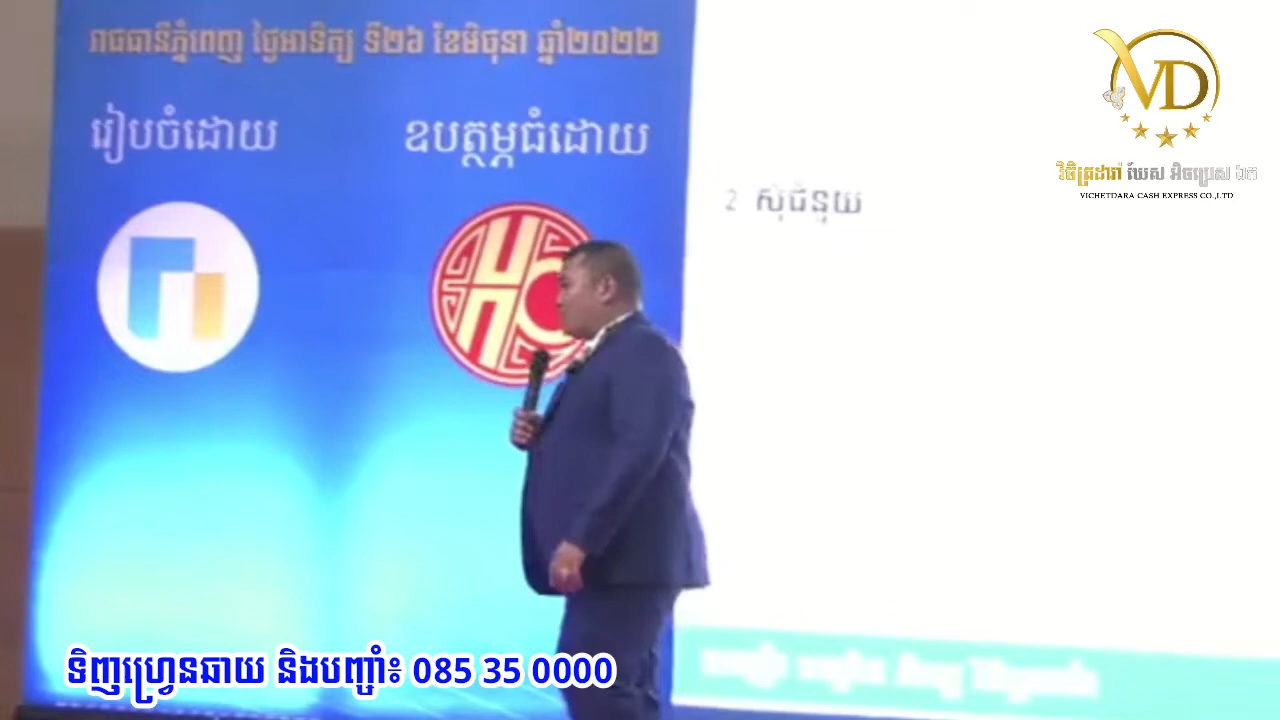 រាជធានីភ្នំពេញ ថ្ងៃអាទិត្យ ទី២៦ ខែមិថុនា ឆ្នាំ២០២២
រៀបចំដោយ
ឧបត្ថម្ភធំដោយ
VD
វិចិត្រដារ៉ា ឃែស អិចប្រេស ឯក
VICHETDARA CASH EXPRESS CO.,LTD
2 សុំជំនួយ
ទិញហ្វ្រេនឆាយ និងបញ្ចាំ៖ 085 35 0000